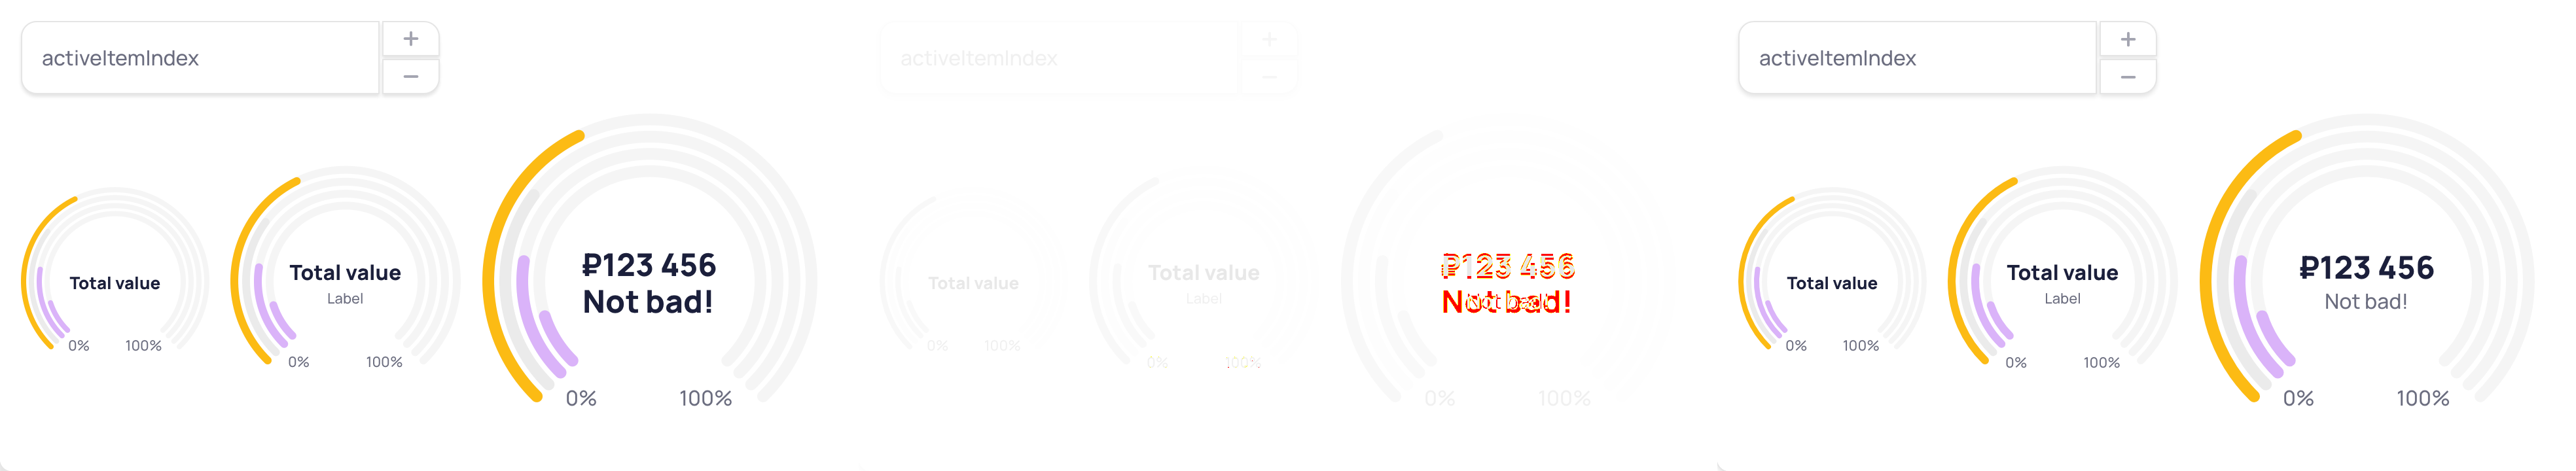 activeItemIndex
+
−
Total value
0% 100%
Total value
Label
0% 100%
₽123 456
Not bad!
0% 100%
activeItemIndex
+
−
Total value
0% 100%
Total value
Label
0% 100%
₽123 456
Not bad!
0% 100%
activeItemIndex
+
−
Total value
0% 100%
Total value
Label
0% 100%
₽123 456
Not bad!
0% 100%